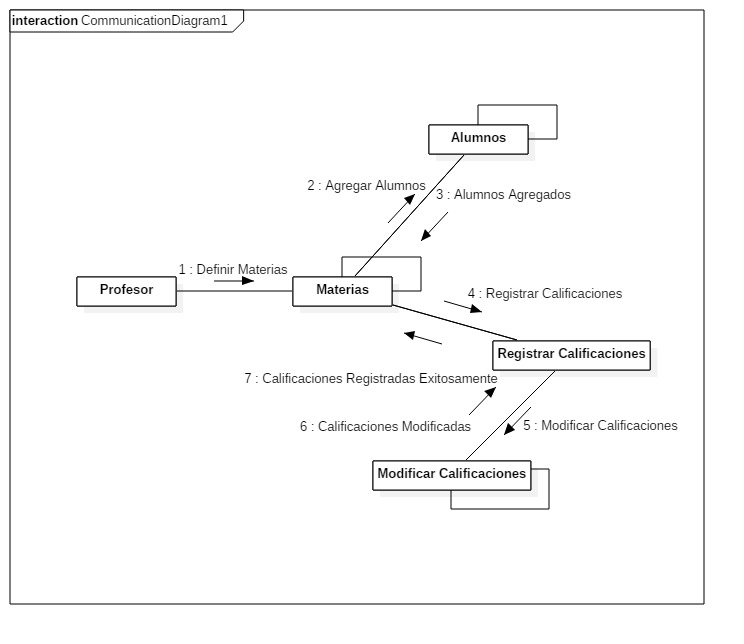 interaction CommunicationDiagram1
Alumnos
2 : Agregar Alumnos
3 : Alumnos Agregados
1 : Definir Materias
Profesor
Materias
4 : Registrar Calificaciones
Registrar Calificaciones
7 : Calificaciones Registradas Exitosamente
6 : Calificaciones Modificadas
5 : Modificar Calificaciones
Modificar Calificaciones